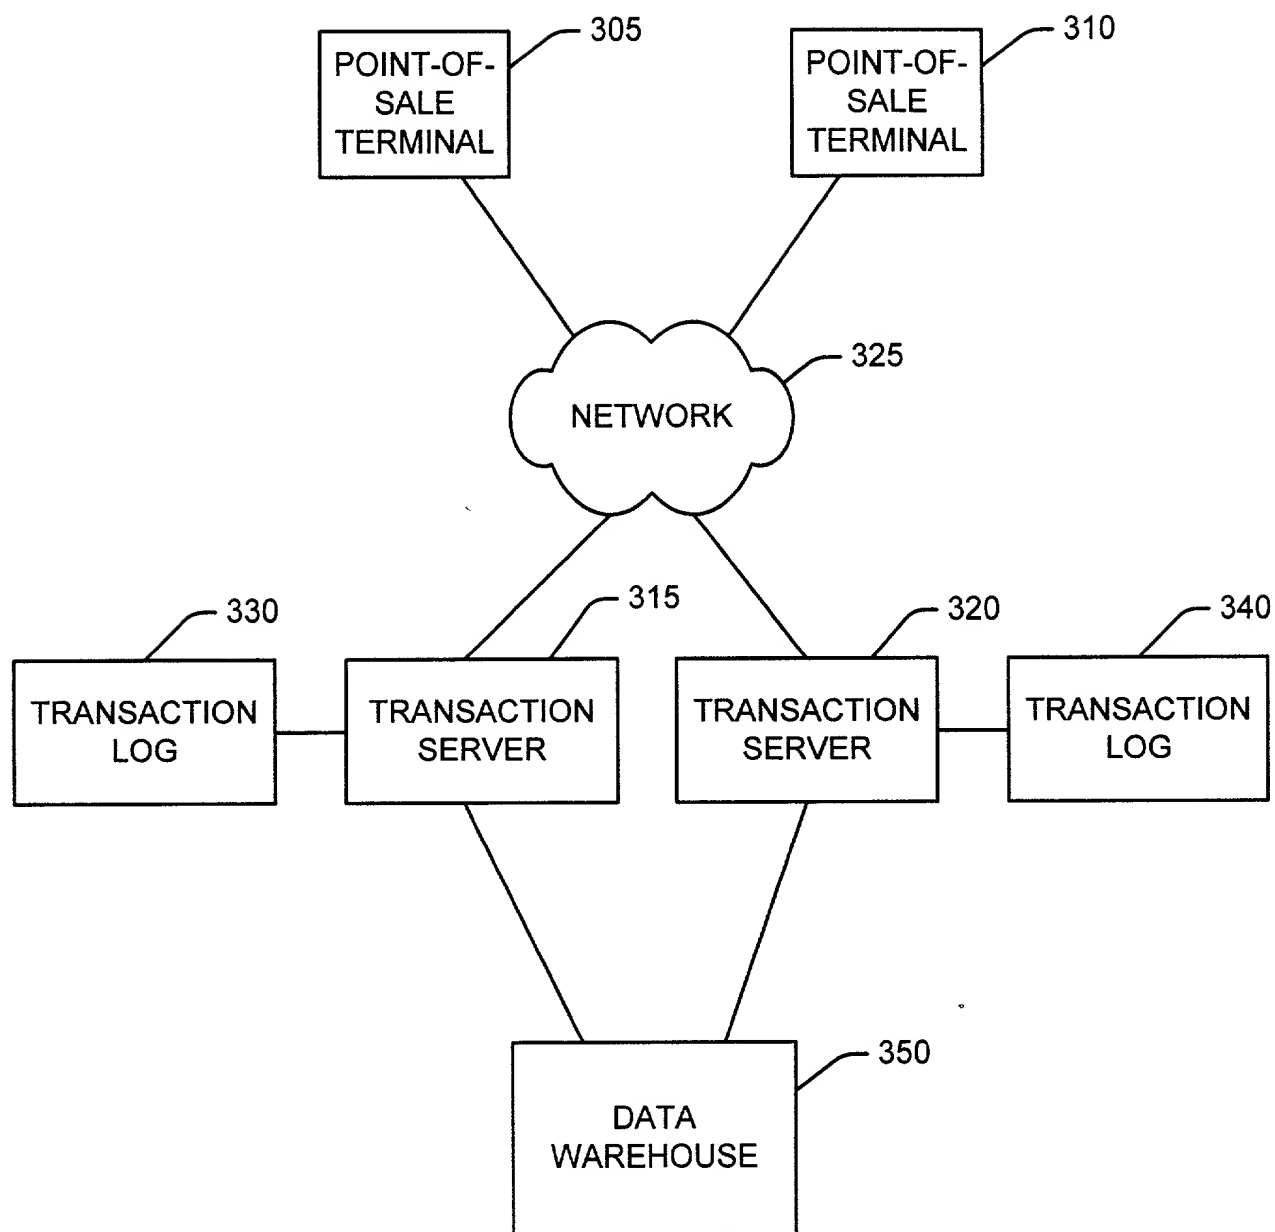 305
310
POINT-OF-
SALE
TERMINAL
POINT-OF-
SALE
TERMINAL
325
NETWORK
330
315
320
340
TRANSACTION
LOG
TRANSACTION
SERVER
TRANSACTION
SERVER
TRANSACTION
LOG
350
DATA
WAREHOUSE